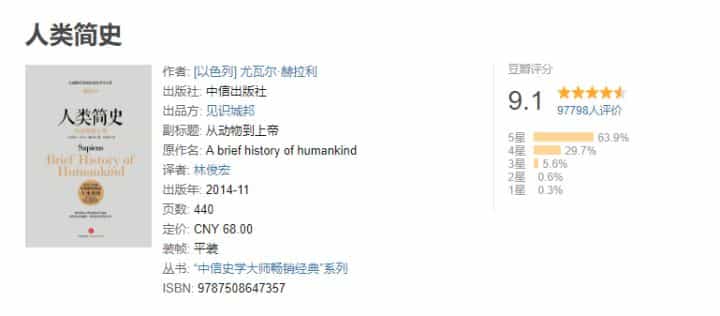 人类简史
人类简史
Sapiens
Brief History of
Humankind
作者: [以色列] 尤瓦尔·赫拉利
出版社: 中信出版社
出品方: 见识城邦
副标题: 从动物到上帝
原作名: A brief history of humankind
译者: 林俊宏
出版年: 2014-11
页数: 440
定价: CNY 68.00
装帧: 平装
丛书: “中信史学大师畅销经典”系列
ISBN: 9787508647357
豆瓣评分
9.1
97798人评价
5星 63.9%
4星 29.7%
3星 5.6%
2星 0.6%
1星 0.3%